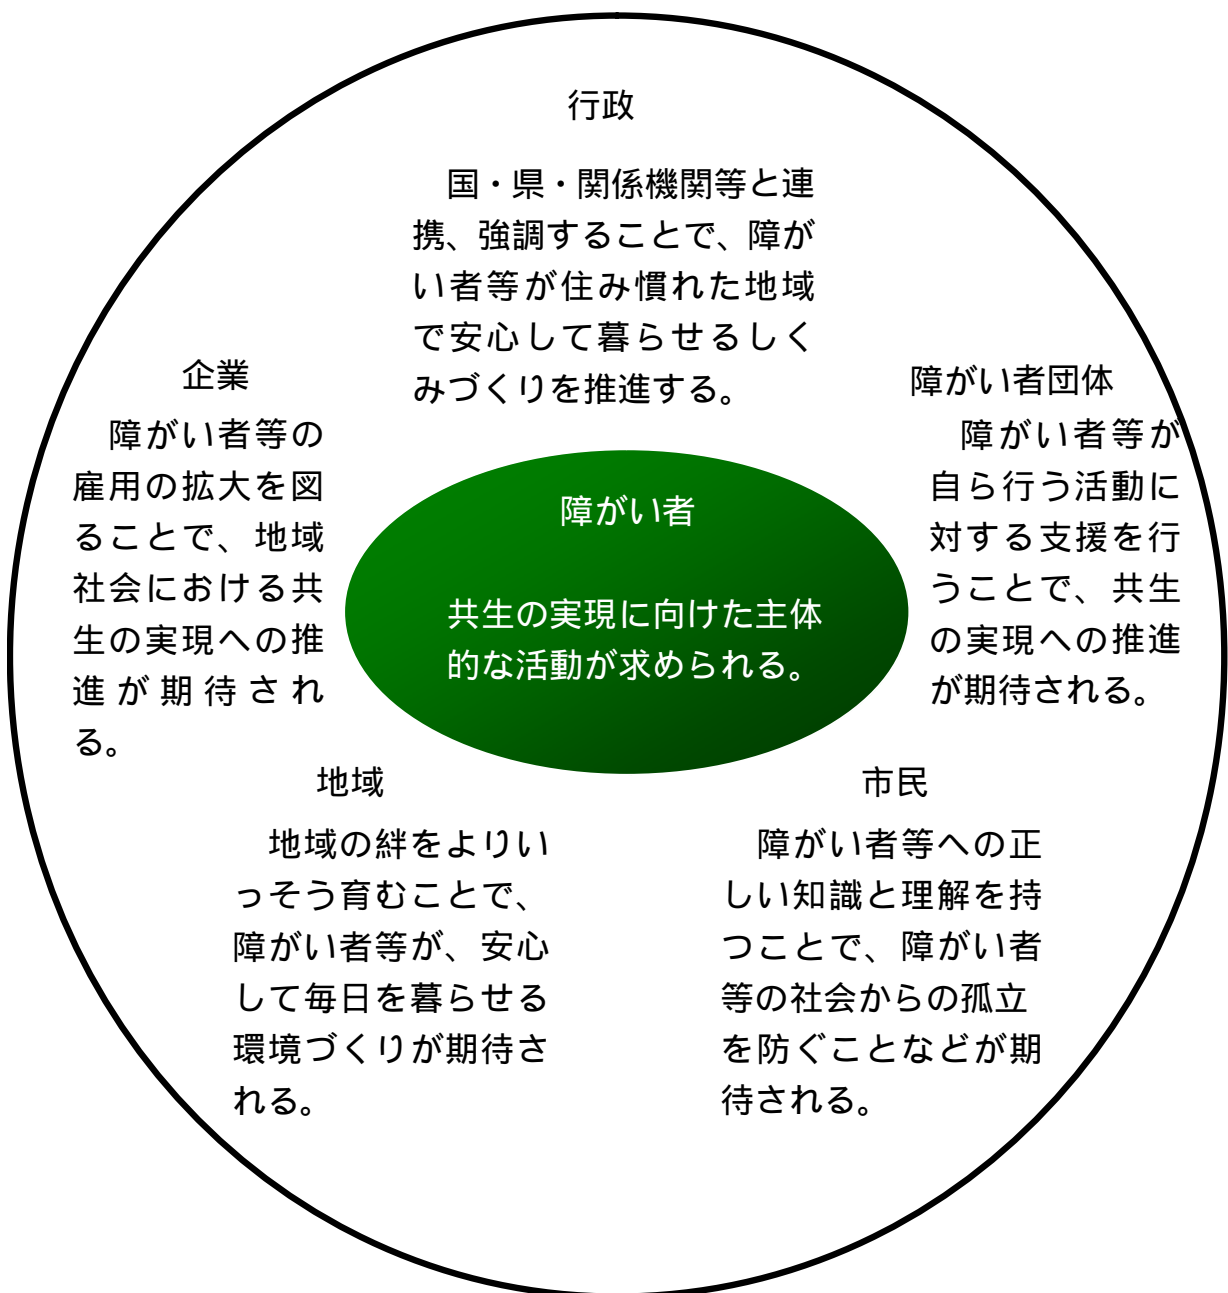 行政
国・県・関係機関等と連
携、強調することで、障が
い者等が住み慣れた地域
で安心して暮らせるしく
みづくりを推進する。
企業
障がい者等の
雇用の拡大を図
ることで、地域
社会における共
生の実現への推
進が期待され
る。
障がい者
共生の実現に向けた主体
的な活動が求められる。
障がい者団体
障がい者等が
自ら行う活動に
対する支援を行
うことで、共生
の実現への推進
が期待される。
地域
地域の絆をよりい
っそう育むことで、
障がい者等が、安心
して毎日を暮らせる
環境づくりが期待さ
れる。
市民
障がい者等への正
しい知識と理解を持
つことで、障がい者
等の社会からの孤立
を防ぐことなどが期
待される。